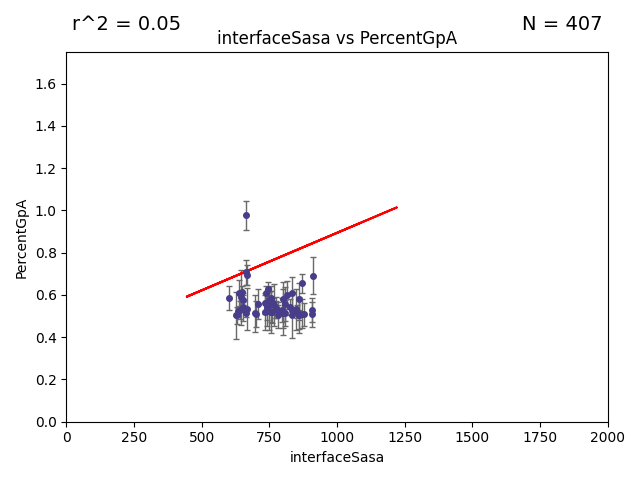 r^2 = 0.05
N = 407
interfaceSasa vs PercentGpA
PercentGpA
1.6
1.4
1.2
1.0
0.8
0.6
0.4
0.2
0.0
0 250 500 750 1000 1250 1500 1750 2000
interfaceSasa